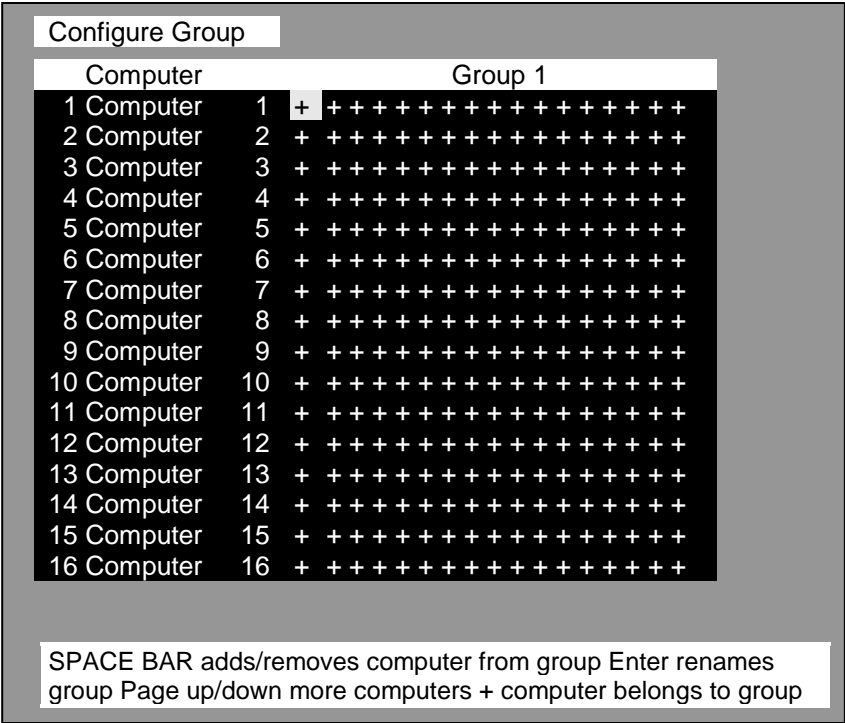 Configure Group
Computer Group 1
1 Computer 1 + + + + + + + + + + + + + + + + +
2 Computer 2 + + + + + + + + + + + + + + + + +
3 Computer 3 + + + + + + + + + + + + + + + + +
4 Computer 4 + + + + + + + + + + + + + + + + +
5 Computer 5 + + + + + + + + + + + + + + + + +
6 Computer 6 + + + + + + + + + + + + + + + + +
7 Computer 7 + + + + + + + + + + + + + + + + +
8 Computer 8 + + + + + + + + + + + + + + + + +
9 Computer 9 + + + + + + + + + + + + + + + + +
10 Computer 10 + + + + + + + + + + + + + + + + +
11 Computer 11 + + + + + + + + + + + + + + + + +
12 Computer 12 + + + + + + + + + + + + + + + + +
13 Computer 13 + + + + + + + + + + + + + + + + +
14 Computer 14 + + + + + + + + + + + + + + + + +
15 Computer 15 + + + + + + + + + + + + + + + + +
16 Computer 16 + + + + + + + + + + + + + + + + +
SPACE BAR adds/removes computer from group Enter renames
group Page up/down more computers + computer belongs to group